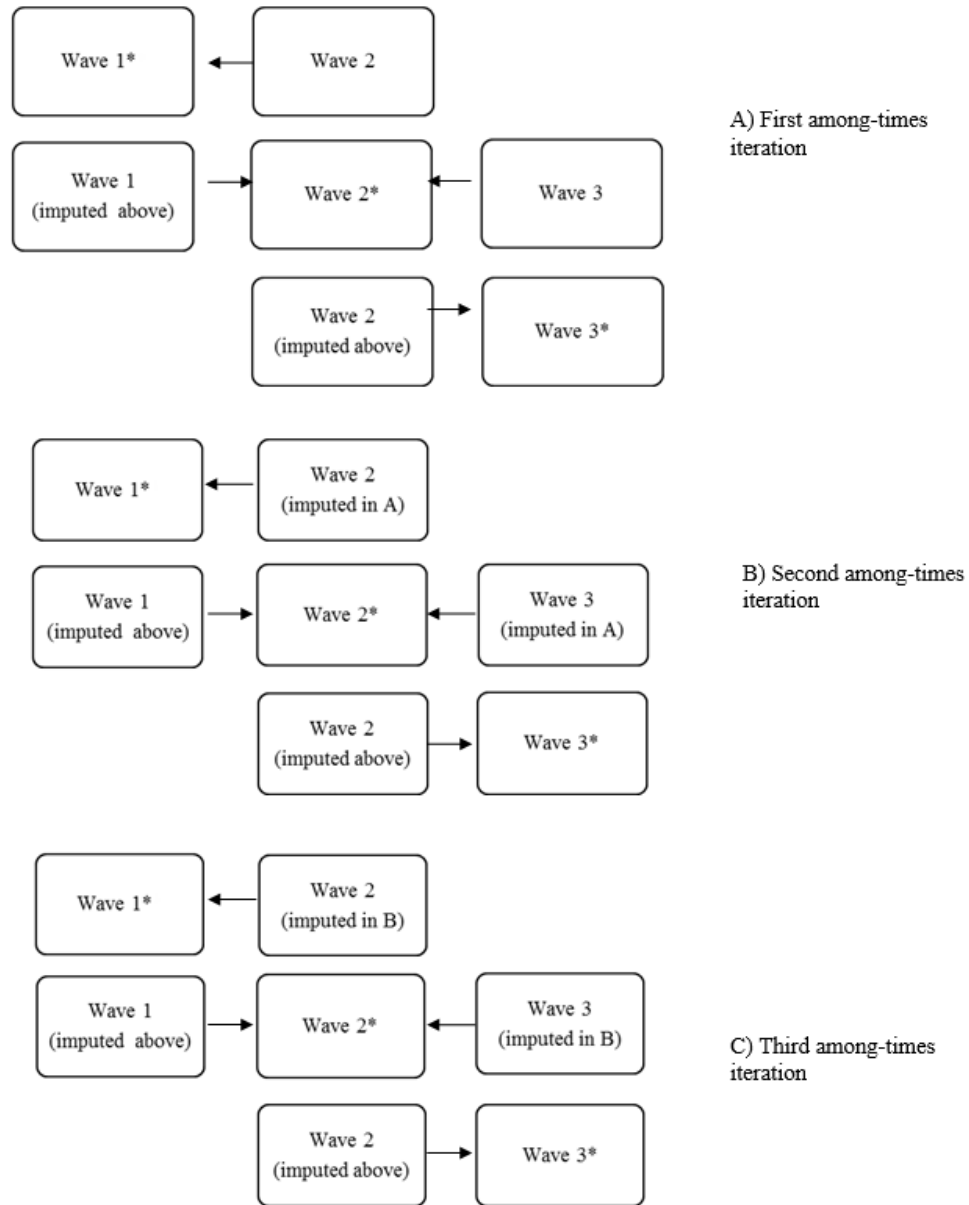 Wave 1*
Wave 2
A) First among-times
iteration
Wave 1
(imputed above)
Wave 2*
Wave 3
Wave 2
(imputed above)
Wave 3*
Wave 1*
Wave 2
(imputed in A)
B) Second among-times
iteration
Wave 1
(imputed above)
Wave 2*
Wave 3
(imputed in A)
Wave 2
(imputed above)
Wave 3*
Wave 1*
Wave 2
(imputed in B)
Wave 1
(imputed above)
Wave 2*
Wave 3
(imputed in B)
C) Third among-times
iteration
Wave 2
(imputed above)
Wave 3*